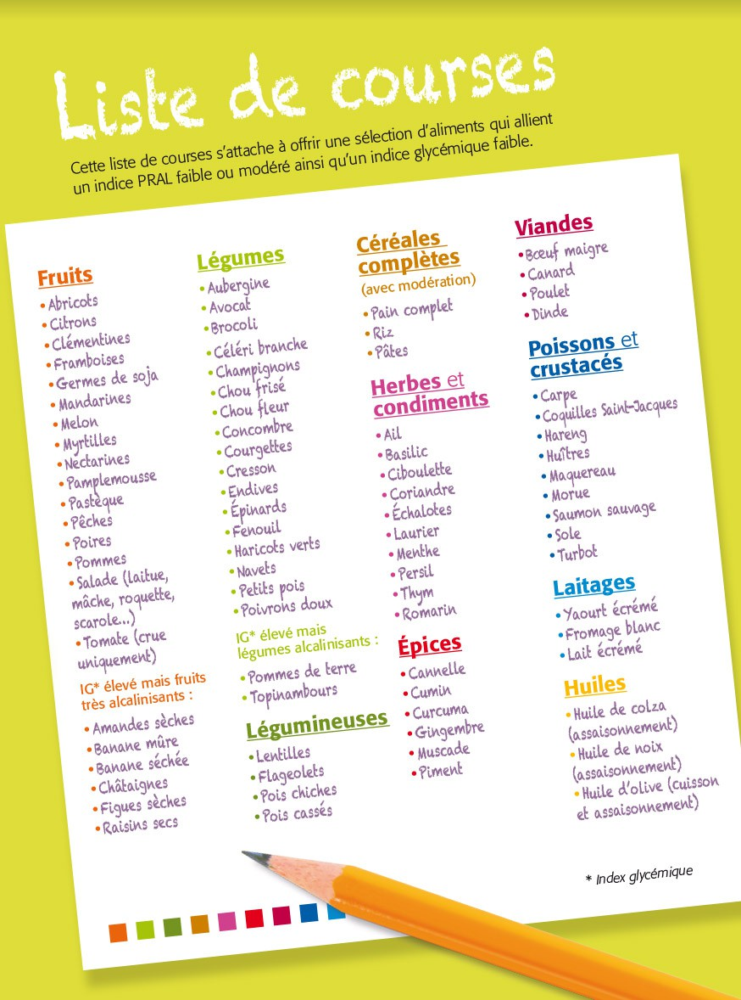 Liste de courses
Cette liste de courses s'attache à offrir une sélection d'aliments qui allient
un indice PRAL faible ou modéré ainsi qu'un indice glycémique faible.
Fruits
• Abricots
• Citrons
• Clémentines
• Framboises
• Germes de soja
• Mandarines
• Melon
• Myrtilles
• Nectarines
• Pamplemousse
• Pastèque
• Pêches
• Poires
• Pommes
• Salade (laitue,
mâche, roquette,
scarole...)
• Tomate (crue
uniquement)
IG* élevé mais fruits
très alcalinisants :
• Amandes sèches
• Banane mûre
• Banane séchée
• Châtaignes
• Figues sèches
• Raisins secs
Légumes
• Aubergine
• Avocat
• Brocoli
• Céléri branche
• Champignons
• Chou frisé
• Chou fleur
• Concombre
• Courgettes
• Cresson
• Endives
• Épinards
• Fenouil
• Haricots verts
• Navets
• Petits pois
• Poivrons doux
IG* élevé mais
légumes alcalinisants :
• Pommes de terre
• Topinambours
Légumineuses
• Lentilles
• Flageolets
• Pois chiches
• Pois cassés
Céréales
complètes
(avec modération)
• Pain complet
• Riz
• Pâtes
Herbes et
condiments
• Ail
• Basilic
• Ciboulette
• Coriandre
• Échalotes
• Laurier
• Menthe
• Persil
• Thym
• Romarin
Épices
• Cannelle
• Cumin
• Curcuma
• Gingembre
• Muscade
• Piment
Viandes
• Bœuf maigre
• Canard
• Poulet
• Dinde
Poissons et
crustacés
• Carpe
• Coquilles Saint-Jacques
• Hareng
• Huîtres
• Maquereau
• Morue
• Saumon sauvage
• Sole
• Turbot
Laitages
• Yaourt écrémé
• Fromage blanc
• Lait écrémé
Huiles
• Huile de colza
(assaisonnement)
• Huile de noix
(assaisonnement)
• Huile d'olive (cuisson
et assaisonnement)
* Index glycémique